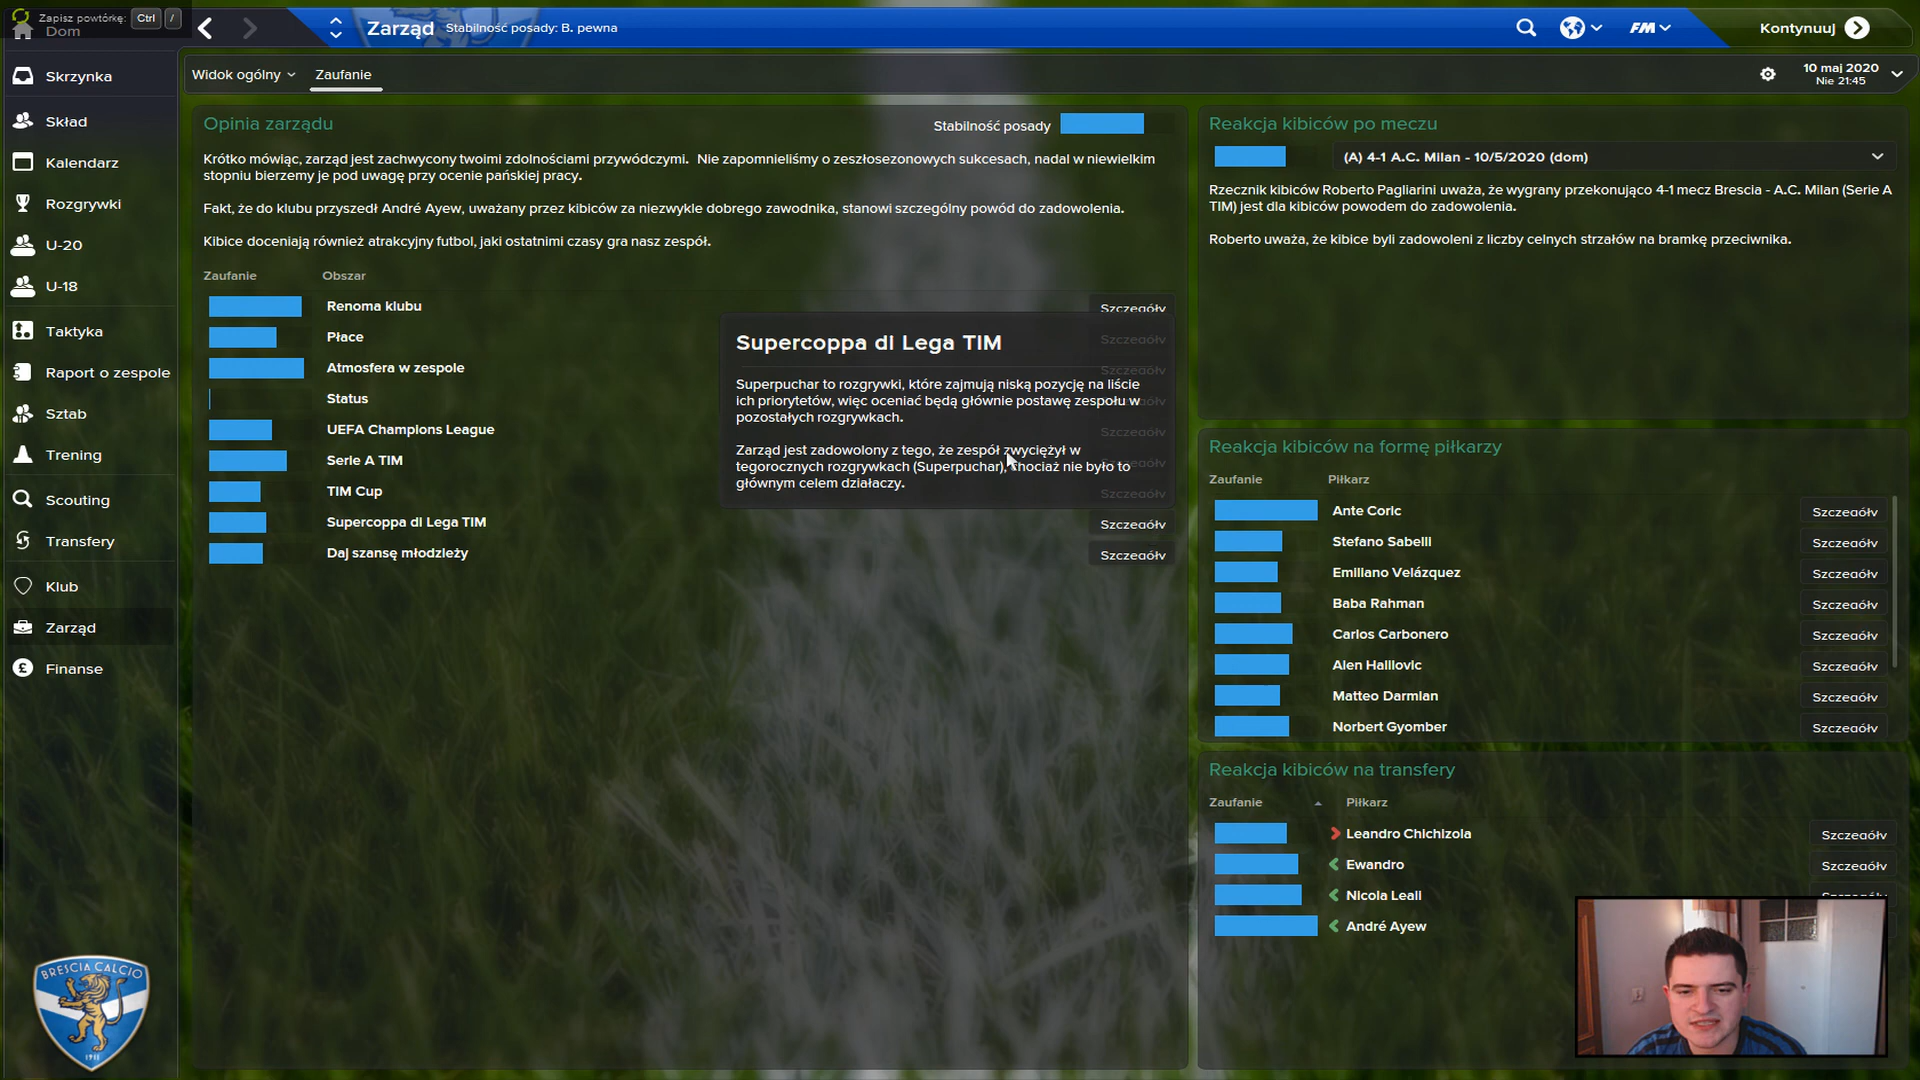 Zapisz powtórkę: Ctrl /
Dom
Zarząd
Stabilność posady: B. pewna
FM
Kontynuuj
Skrzynka
Skład
Kalendarz
Rozgrywki
U-20
U-18
Taktyka
Raport o zespole
Sztab
Trening
Scouting
Transfery
Klub
Zarząd
Finanse
BRESCIA CALCIO
1911
Widok ogólny
Zaufanie
10 maj 2020
Nie 21:45
Opinia zarządu
Stabilność posady
Krótko mówiąc, zarząd jest zachwycony twoimi zdolnościami przywódczymi. Nie zapomnieliśmy o zeszłosezonowych sukcesach, nadal w niewielkim
stopniu bierzemy je pod uwagę przy ocenie pańskiej pracy.
Fakt, że do klubu przyszedł André Ayew, uważany przez kibiców za niezwykle dobrego zawodnika, stanowi szczególny powód do zadowolenia.
Kibice doceniają również atrakcyjny futbol, jaki ostatnimi czasy gra nasz zespół.
Zaufanie Obszar
Renoma klubu Szczegóły
Płace Szczegóły
Atmosfera w zespole Szczegóły
Status Szczegóły
UEFA Champions League Szczegóły
Serie A TIM Szczegóły
TIM Cup Szczegóły
Supercoppa di Lega TIM Szczegóły
Daj szansę młodzieży Szczegóły
Supercoppa di Lega TIM
Superpuchar to rozgrywki, które zajmują niską pozycję na liście
ich priorytetów, więc oceniać będą głównie postawę zespołu w
pozostałych rozgrywkach.
Zarząd jest zadowolony z tego, że zespół zwyciężył w
tegorocznych rozgrywkach (Superpuchar), chociaż nie było to
głównym celem działaczy.
Reakcja kibiców po meczu
(A) 4-1 A.C. Milan - 10/5/2020 (dom)
Rzecznik kibiców Roberto Pagliarini uważa, że wygrany przekonująco 4-1 mecz Brescia - A.C. Milan (Serie A
TIM) jest dla kibiców powodem do zadowolenia.
Roberto uważa, że kibice byli zadowoleni z liczby celnych strzałów na bramkę przeciwnika.
Reakcja kibiców na formę piłkarzy
Zaufanie Piłkarz
Ante Coric Szczegóły
Stefano Sabelli Szczegóły
Emiliano Velázquez Szczegóły
Baba Rahman Szczegóły
Carlos Carbonero Szczegóły
Alen Halilovic Szczegóły
Matteo Darmian Szczegóły
Norbert Gyomber Szczegóły
Reakcja kibiców na transfery
Zaufanie Piłkarz
Leandro Chichizola Szczegóły
Ewandro Szczegóły
Nicola Leali Szczegóły
André Ayew